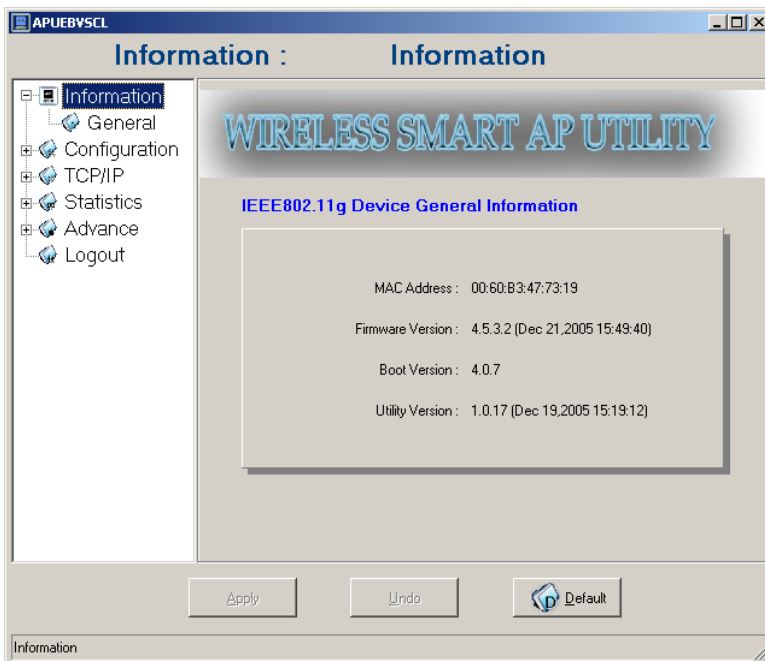 APUEBVSCL
Information : Information
Information
General
Configuration
TCP/IP
Statistics
Advance
Logout
WIRELESS SMART AP UTILITY
IEEE802.11g Device General Information
MAC Address : 00:60:B3:47:73:19
Firmware Version : 4.5.3.2 (Dec 21,2005 15:49:40)
Boot Version : 4.0.7
Utility Version : 1.0.17 (Dec 19,2005 15:19:12)
Apply Undo Default
Information